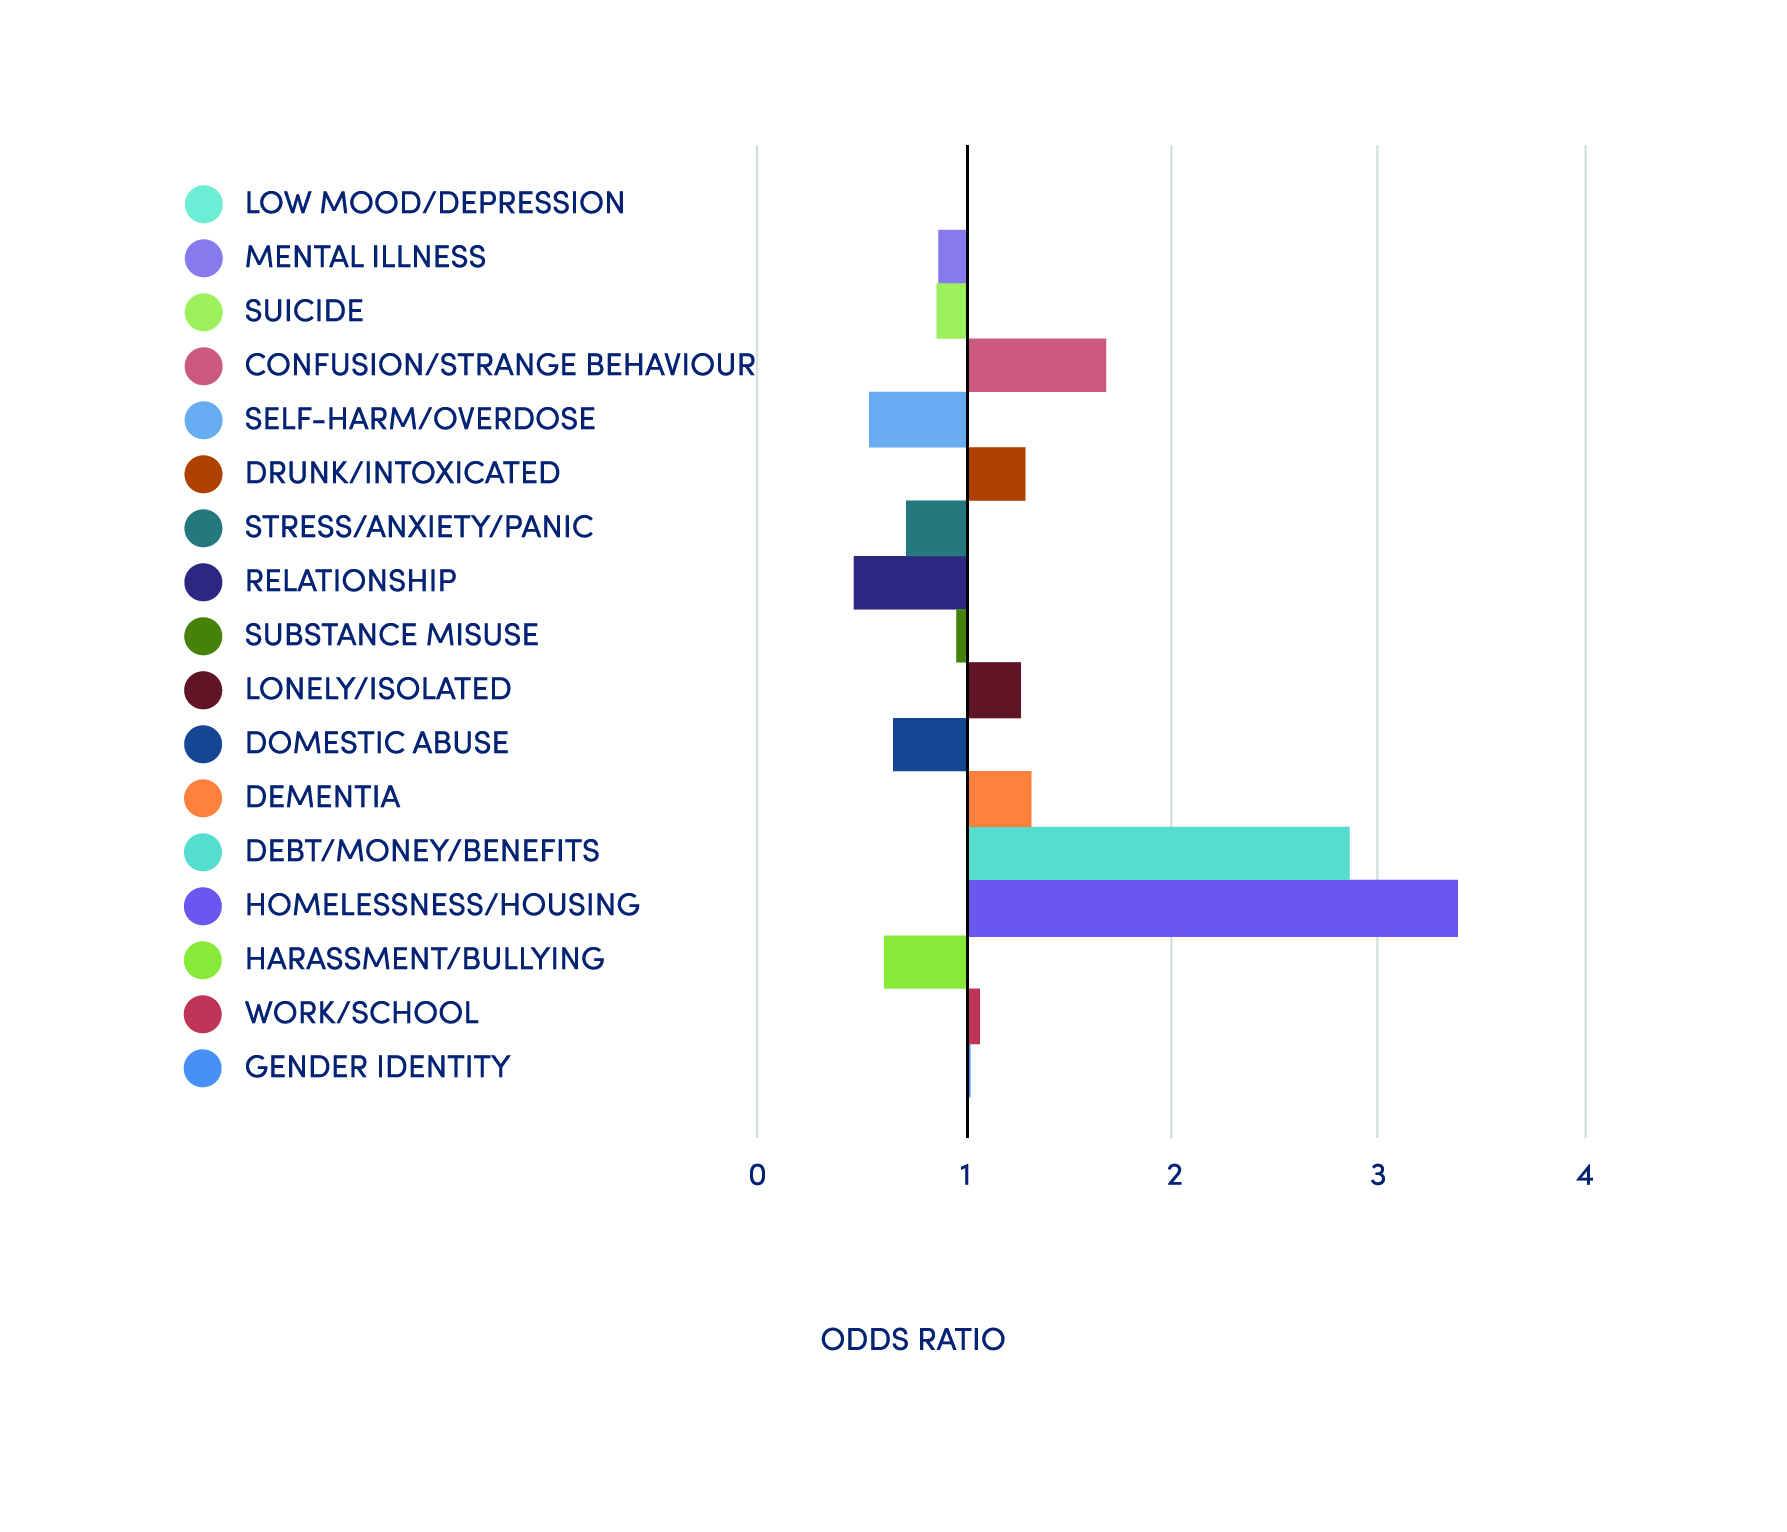 LOW MOOD/DEPRESSION
MENTAL ILLNESS
SUICIDE
CONFUSION/STRANGE BEHAVIOUR
SELF-HARM/OVERDOSE
DRUNK/INTOXICATED
STRESS/ANXIETY/PANIC
RELATIONSHIP
SUBSTANCE MISUSE
LONELY/ISOLATED
DOMESTIC ABUSE
DEMENTIA
DEBT/MONEY/BENEFITS
HOMELESSNESS/HOUSING
HARASSMENT/BULLYING
WORK/SCHOOL
GENDER IDENTITY
0 1 2 3 4
ODDS RATIO